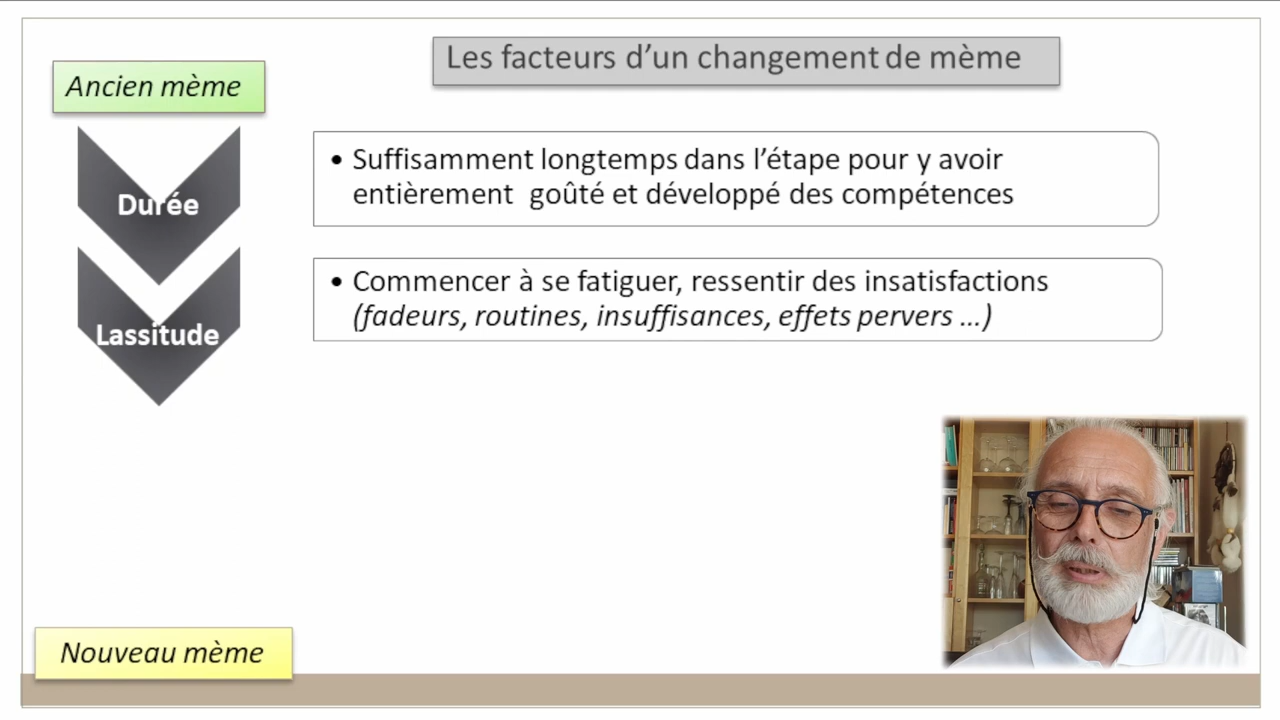 Les facteurs d’un changement de mème
Ancien mème
Durée
• Suffisamment longtemps dans l’étape pour y avoir
entièrement goûté et développé des compétences
Lassitude
• Commencer à se fatiguer, ressentir des insatisfactions
(fadeurs, routines, insuffisances, effets pervers …)
Nouveau mème